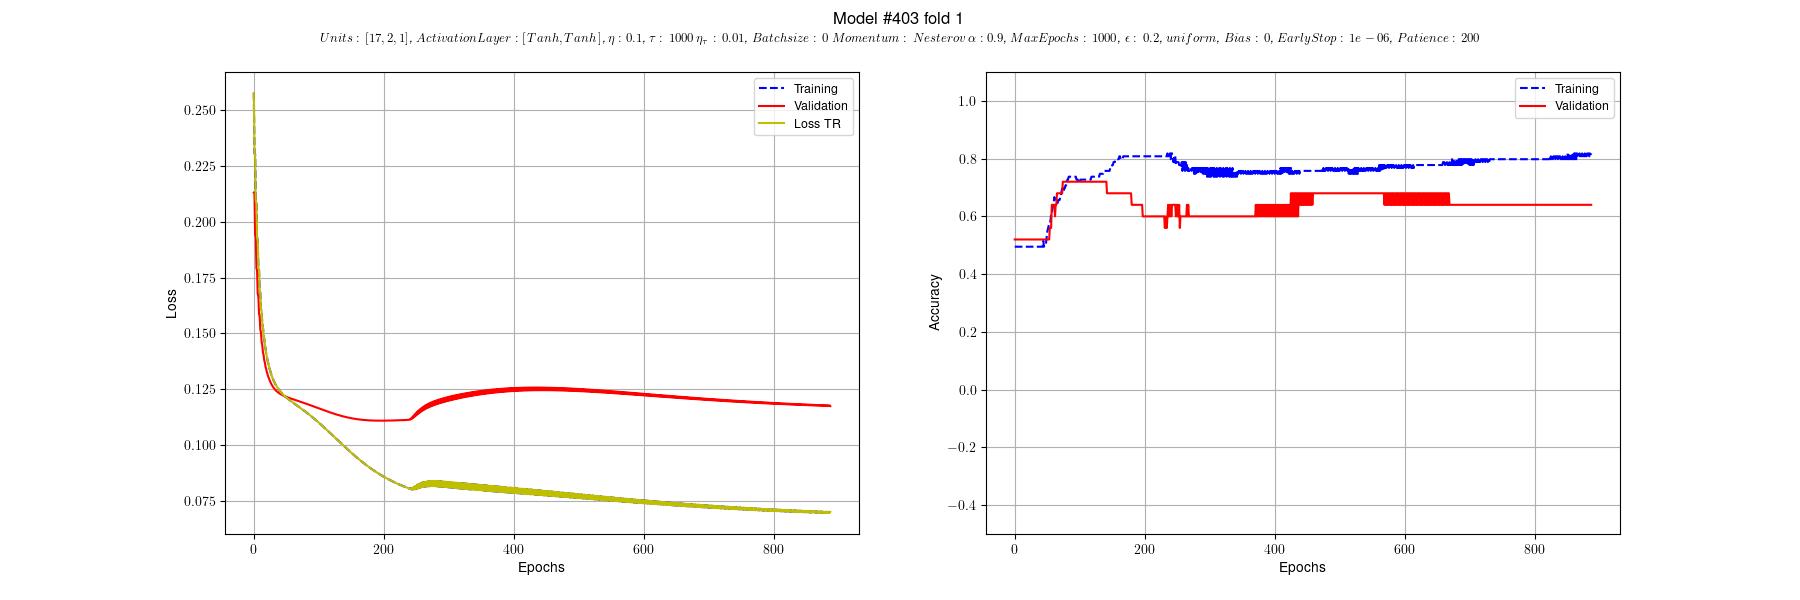 Model #403 fold 1
Units : [17, 2, 1], ActivationLayer : [Tanh, Tanh], η : 0.1, τ : 1000 η_τ : 0.01, Batchsize : 0 Momentum : Nesterov α : 0.9, MaxEpochs : 1000, ϵ : 0.2, uniform, Bias : 0, EarlyStop : 1e − 06, Patience : 200
Training
Validation
Loss TR
0.250
0.225
0.200
0.175
0.150
0.125
0.100
0.075
Loss
0 200 400 600 800
Epochs
Training
Validation
1.0
0.8
0.6
0.4
0.2
0.0
−0.2
−0.4
Accuracy
0 200 400 600 800
Epochs